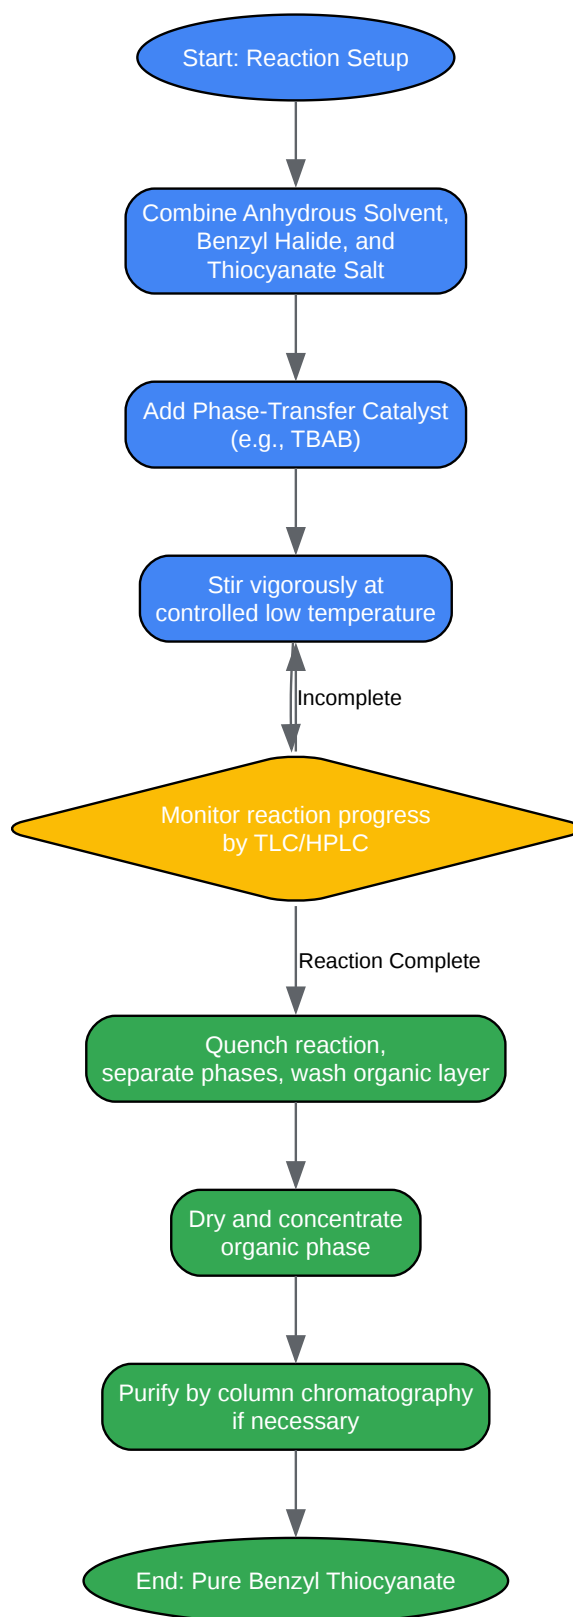 Start: Reaction Setup
Combine Anhydrous Solvent,
Benzyl Halide, and
Thiocyanate Salt
Add Phase-Transfer Catalyst
(e.g., TBAB)
Stir vigorously at
controlled low temperature
Incomplete
Monitor reaction progress
by TLC/HPLC
Reaction Complete
Quench reaction,
separate phases, wash organic layer
Dry and concentrate
organic phase
Purify by column chromatography
if necessary
End: Pure Benzyl Thiocyanate